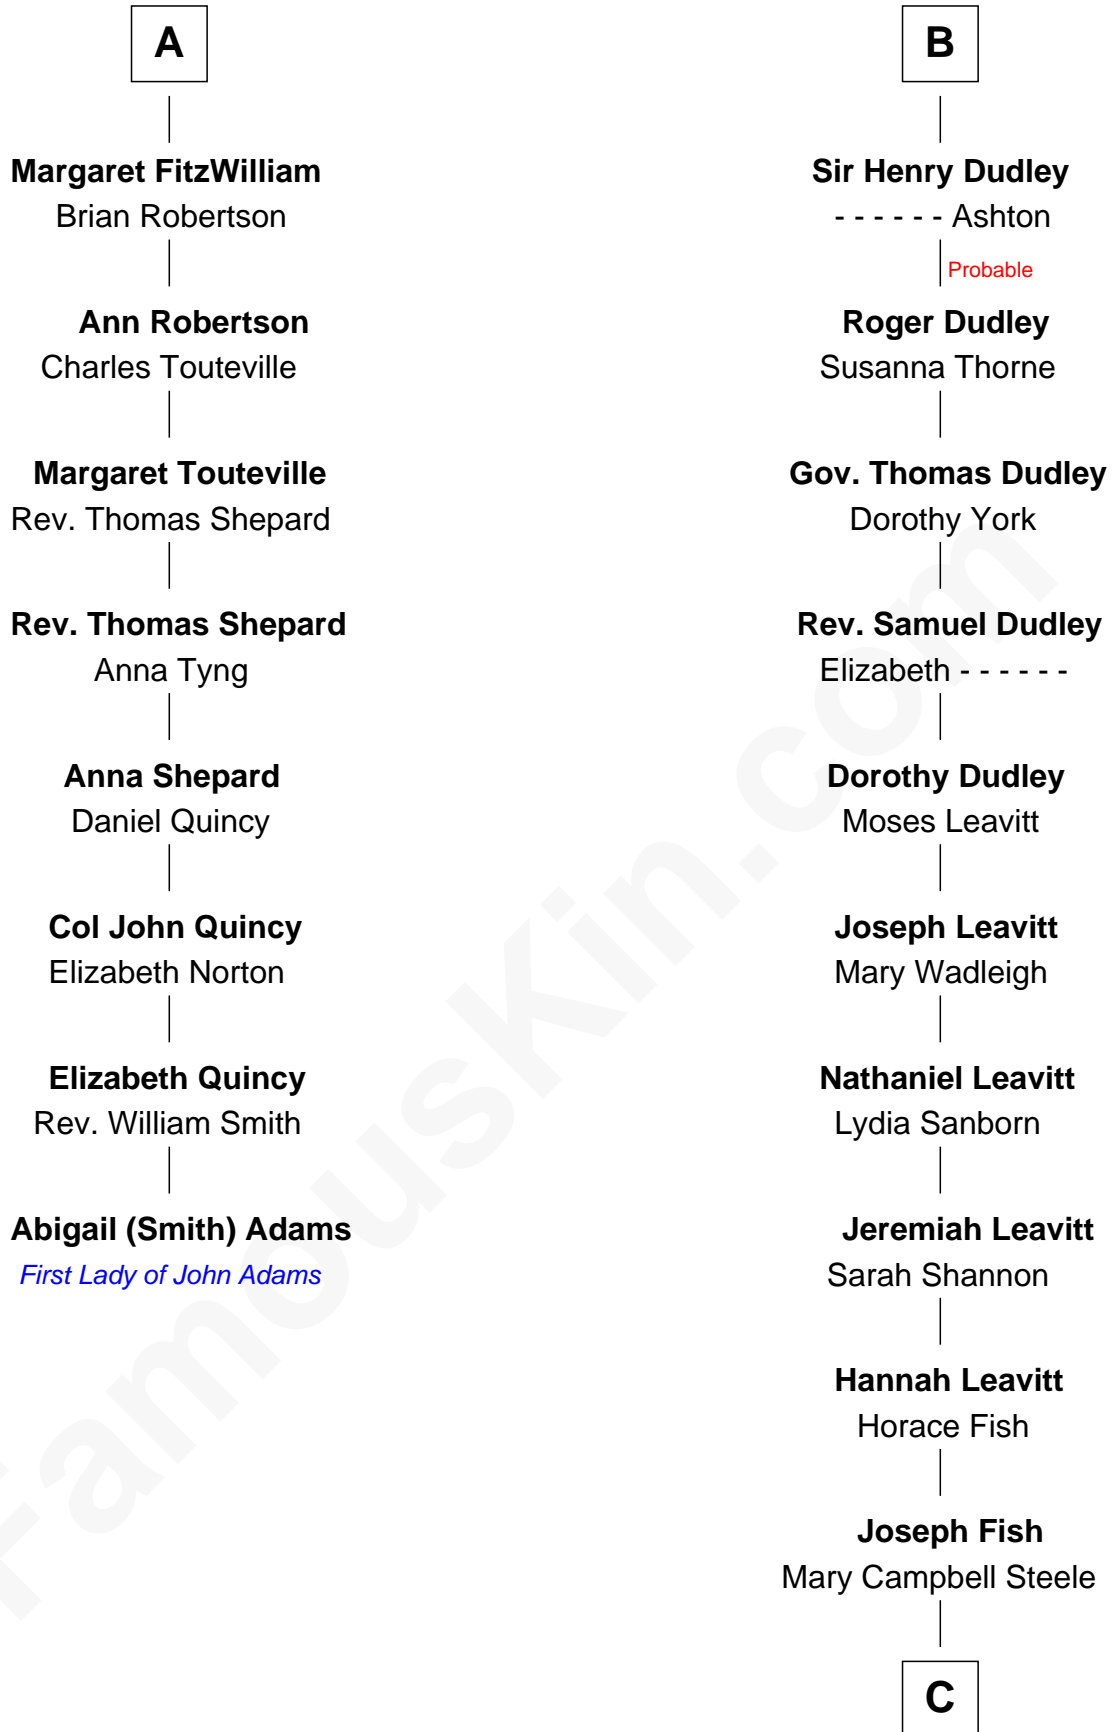 A
Margaret FitzWilliam
Brian Robertson
Ann Robertson
Charles Touteville
Margaret Touteville
Rev. Thomas Shepard
Rev. Thomas Shepard
Anna Tyng
Anna Shepard
Daniel Quincy
Col John Quincy
Elizabeth Norton
Elizabeth Quincy
Rev. William Smith
Abigail (Smith) Adams
First Lady of John Adams
B
Sir Henry Dudley
- - - - - - Ashton
Probable
Roger Dudley
Susanna Thorne
Gov. Thomas Dudley
Dorothy York
Rev. Samuel Dudley
Elizabeth - - - - - -
Dorothy Dudley
Moses Leavitt
Joseph Leavitt
Mary Wadleigh
Nathaniel Leavitt
Lydia Sanborn
Jeremiah Leavitt
Sarah Shannon
Hannah Leavitt
Horace Fish
Joseph Fish
Mary Campbell Steele
C
FamousKin.com